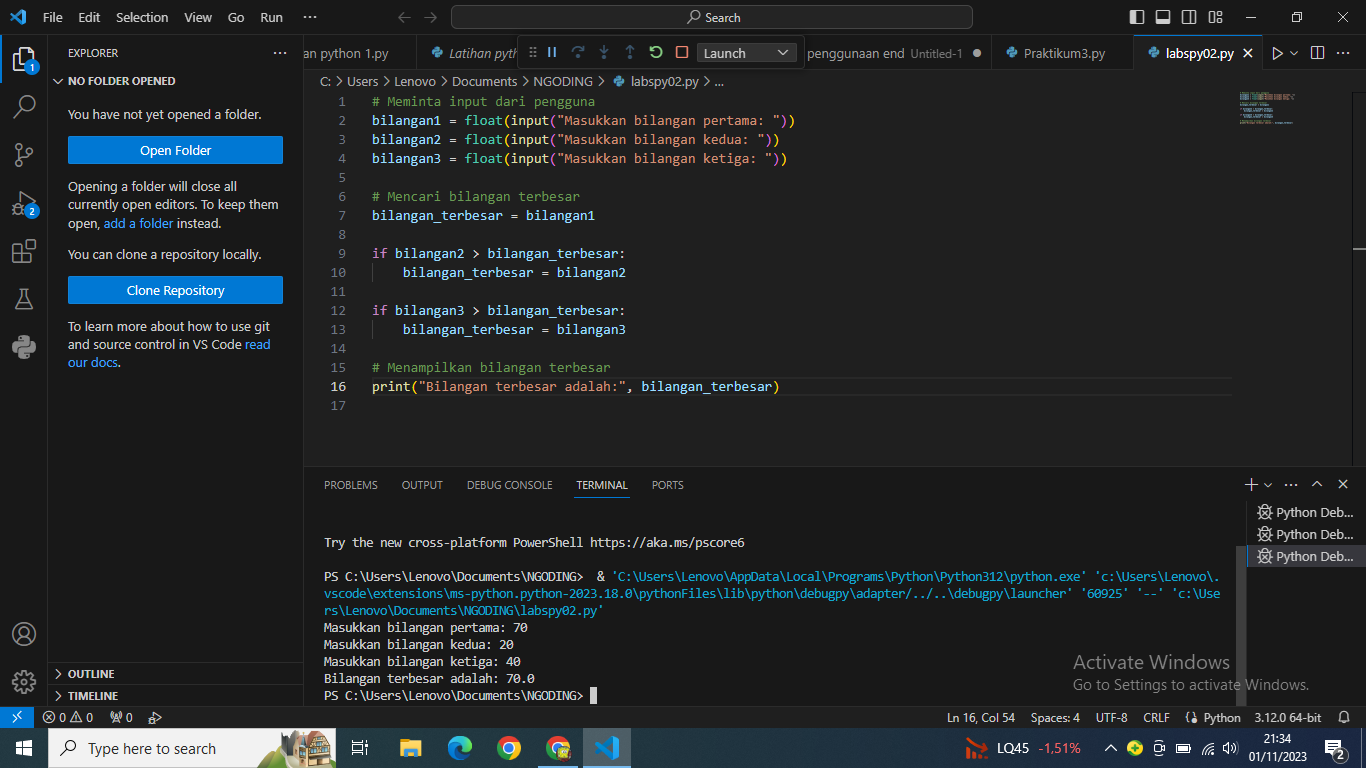 File Edit Selection View Go Run ···
Search
EXPLORER ···
an python 1.py
Latihan pyth
Launch
penggunaan end Untitled-1
Praktikum3.py
labspy02.py
NO FOLDER OPENED
You have not yet opened a folder.
Open Folder
Opening a folder will close all
currently open editors. To keep them
open, add a folder instead.
You can clone a repository locally.
Clone Repository
To learn more about how to use git
and source control in VS Code read
our docs.
OUTLINE
TIMELINE
1
2
C: > Users > Lenovo > Documents > NGODING > labspy02.py > ...
1 # Meminta input dari pengguna
2 bilangan1 = float(input("Masukkan bilangan pertama: "))
3 bilangan2 = float(input("Masukkan bilangan kedua: "))
4 bilangan3 = float(input("Masukkan bilangan ketiga: "))
5
6 # Mencari bilangan terbesar
7 bilangan_terbesar = bilangan1
8
9 if bilangan2 > bilangan_terbesar:
10     bilangan_terbesar = bilangan2
11
12 if bilangan3 > bilangan_terbesar:
13     bilangan_terbesar = bilangan3
14
15 # Menampilkan bilangan terbesar
16 print("Bilangan terbesar adalah:", bilangan_terbesar)
17
PROBLEMS OUTPUT DEBUG CONSOLE TERMINAL PORTS
Python Deb...
Python Deb...
Python Deb...
Try the new cross-platform PowerShell https://aka.ms/pscore6
PS C:\Users\Lenovo\Documents\NGODING>  & 'C:\Users\Lenovo\AppData\Local\Programs\Python\Python312\python.exe' 'c:\Users\Lenovo\.
vscode\extensions\ms-python.python-2023.18.0\pythonFiles\lib\python\debugpy\adapter/../..\debugpy\launcher' '60925' '--' 'c:\Use
rs\Lenovo\Documents\NGODING\labspy02.py'
Masukkan bilangan pertama: 70
Masukkan bilangan kedua: 20
Masukkan bilangan ketiga: 40
Bilangan terbesar adalah: 70.0
PS C:\Users\Lenovo\Documents\NGODING>
Activate Windows
Go to Settings to activate Windows.
0 0 0
Ln 16, Col 54 Spaces: 4 UTF-8 CRLF Python 3.12.0 64-bit
Type here to search
LQ45 -1,51%
21:34
01/11/2023
2